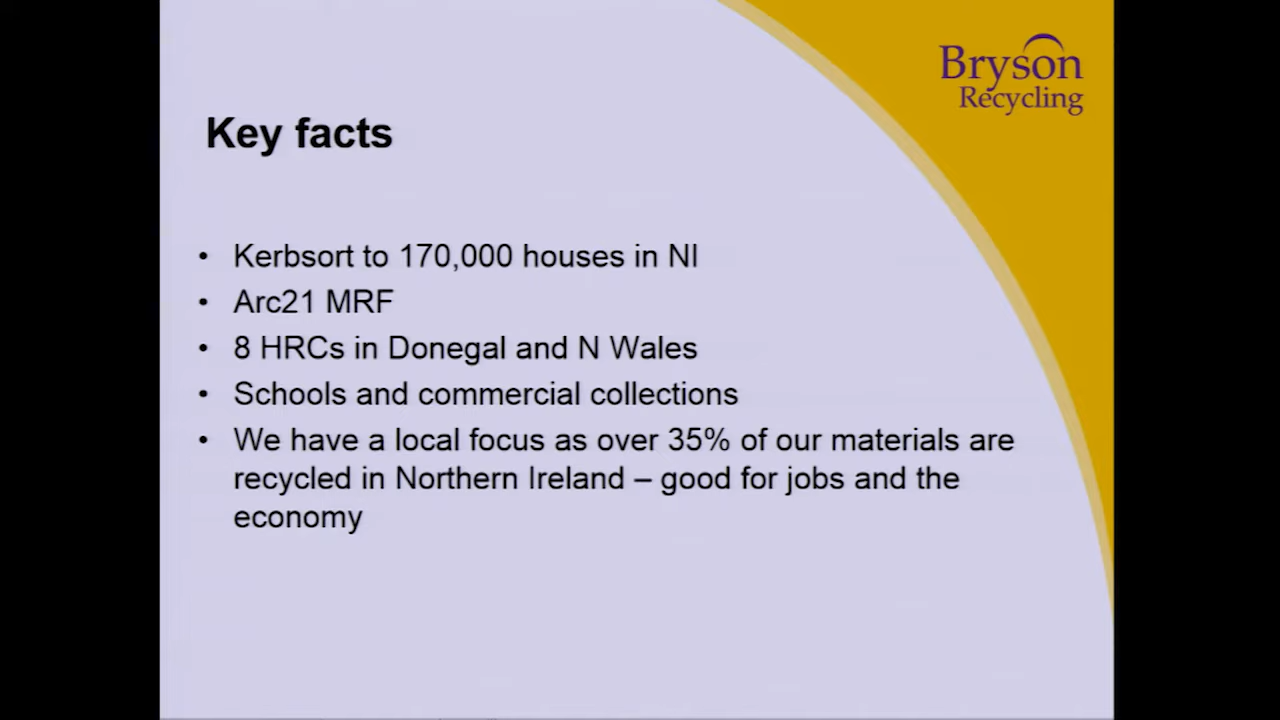 Bryson
Recycling
Key facts
• Kerbsort to 170,000 houses in NI
• Arc21 MRF
• 8 HRCs in Donegal and N Wales
• Schools and commercial collections
• We have a local focus as over 35% of our materials are
recycled in Northern Ireland – good for jobs and the
economy